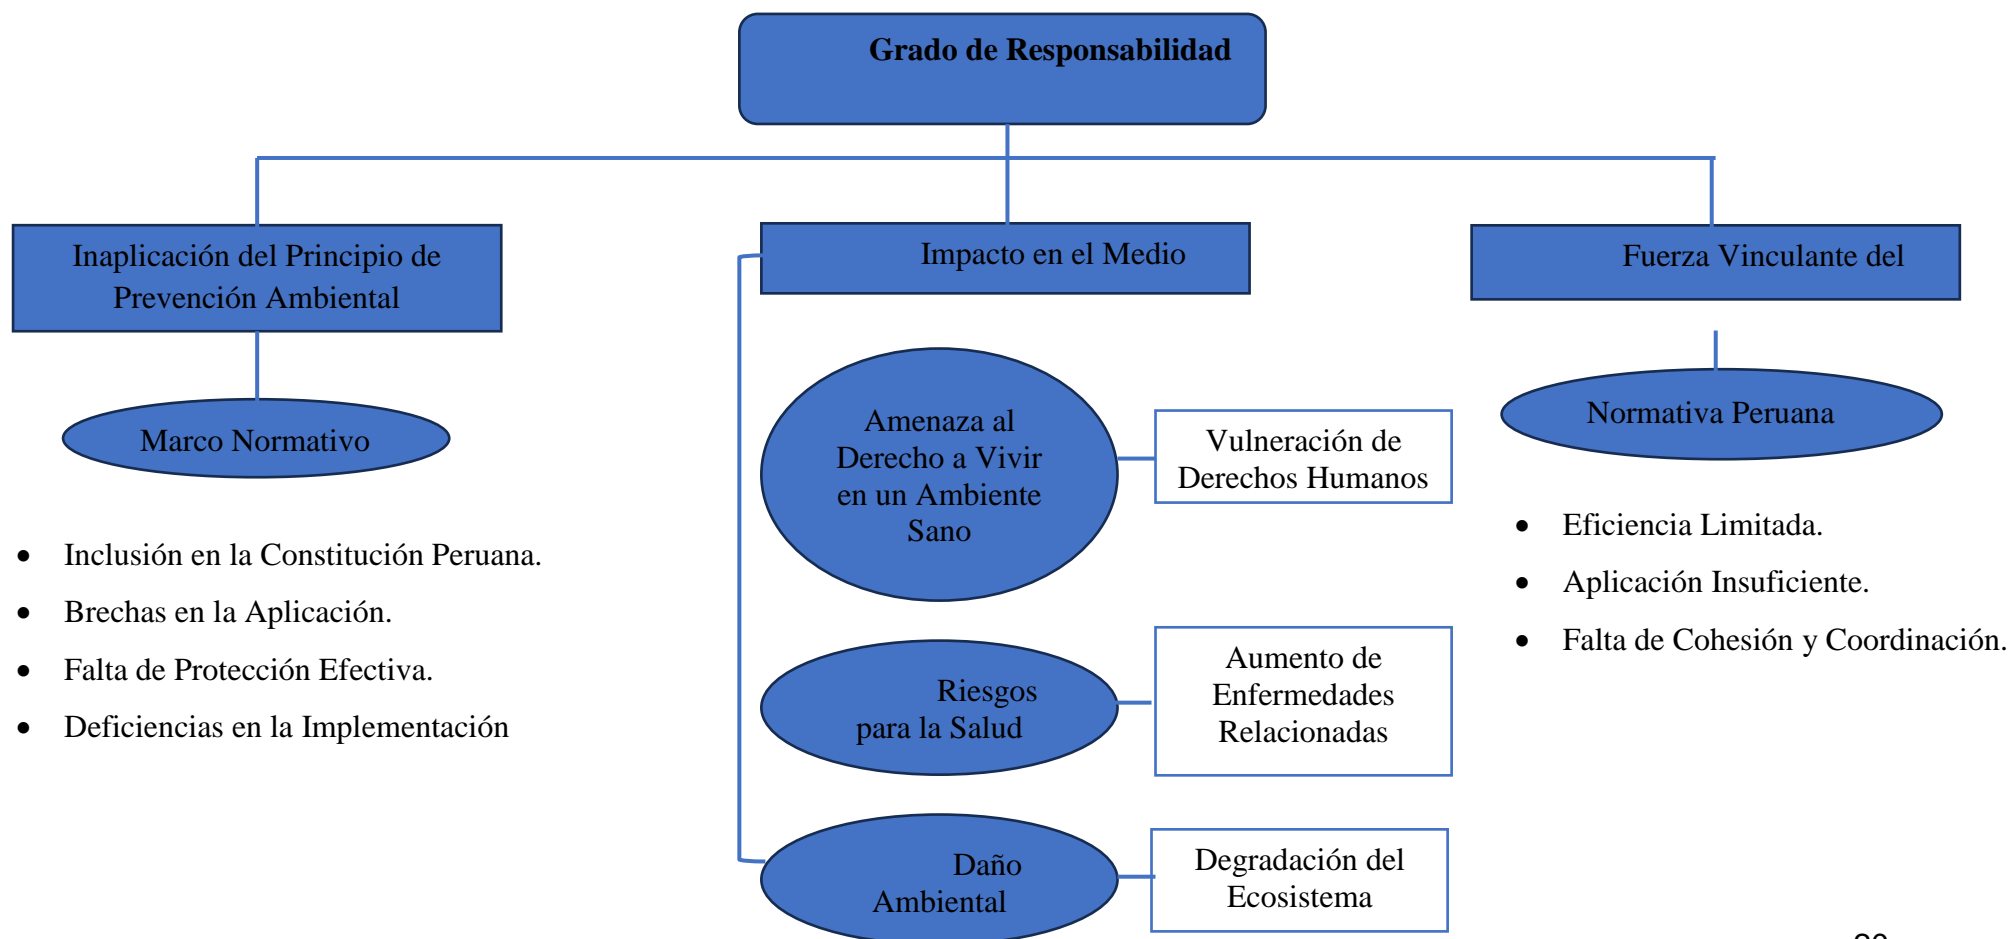 Grado de Responsabilidad
Inaplicación del Principio de
Prevención Ambiental
Marco Normativo
• Inclusión en la Constitución Peruana.
• Brechas en la Aplicación.
• Falta de Protección Efectiva.
• Deficiencias en la Implementación
Impacto en el Medio
Amenaza al
Derecho a Vivir
en un Ambiente
Sano
Vulneración de
Derechos Humanos
Riesgos
para la Salud
Aumento de
Enfermedades
Relacionadas
Daño
Ambiental
Degradación del
Ecosistema
Fuerza Vinculante del
Normativa Peruana
• Eficiencia Limitada.
• Aplicación Insuficiente.
• Falta de Cohesión y Coordinación.